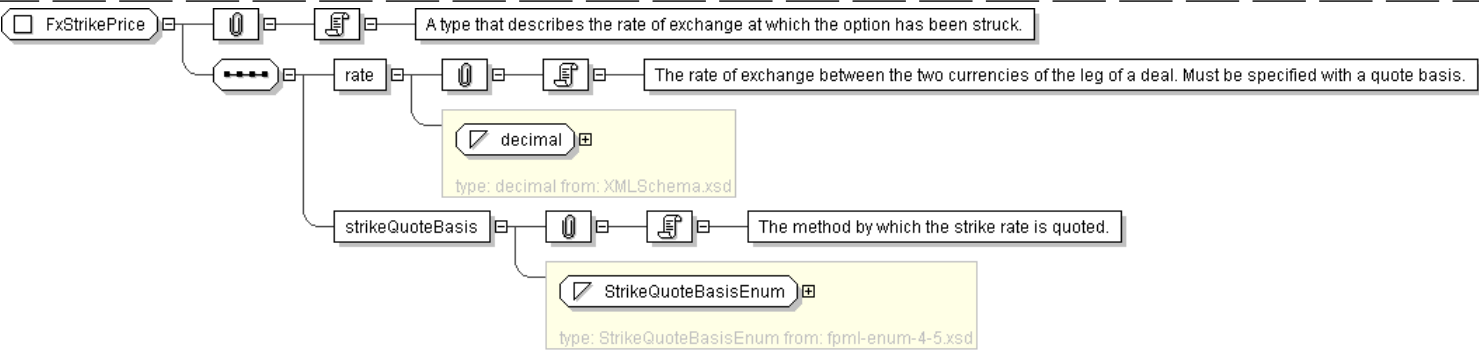 FxStrikePrice
A type that describes the rate of exchange at which the option has been struck.
rate
The rate of exchange between the two currencies of the leg of a deal. Must be specified with a quote basis.
decimal
type: decimal from: XMLSchema.xsd
strikeQuoteBasis
The method by which the strike rate is quoted.
StrikeQuoteBasisEnum
type: StrikeQuoteBasisEnum from: fpml-enum-4-5.xsd